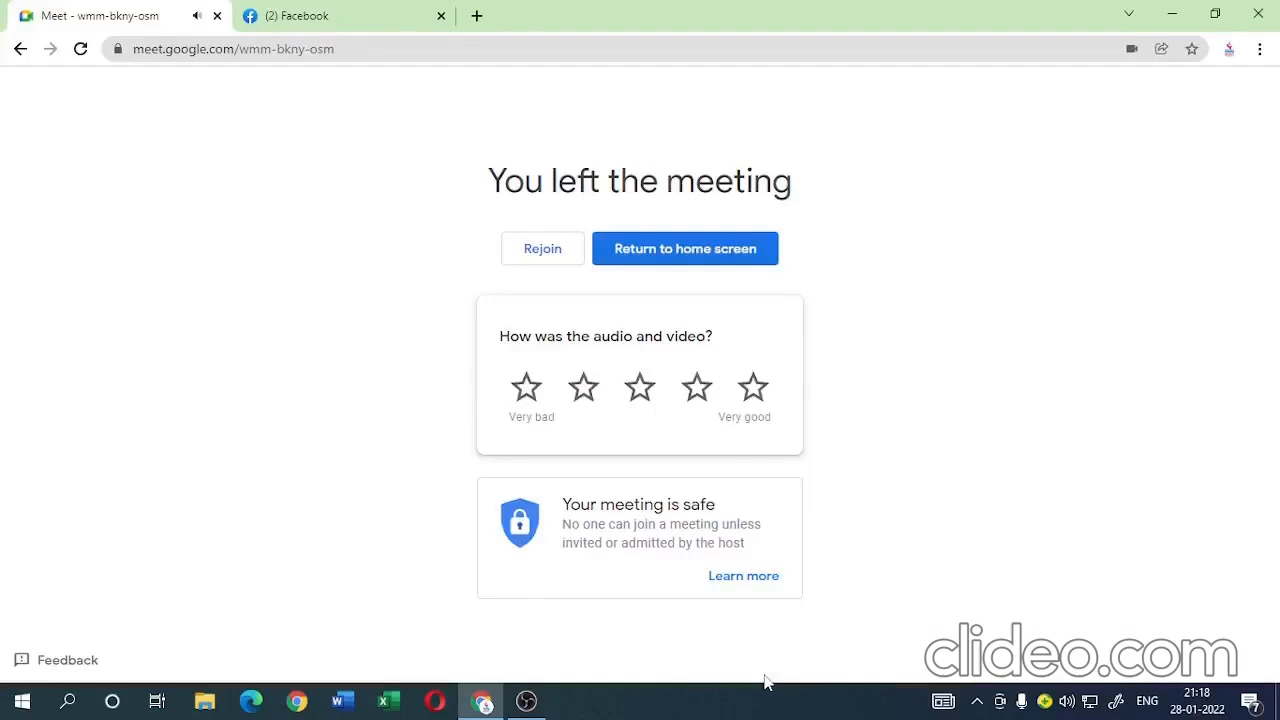 Meet - wmm-bkny-osm
(2) Facebook
meet.google.com/wmm-bkny-osm
You left the meeting
Rejoin
Return to home screen
How was the audio and video?
Very bad
Very good
Your meeting is safe
No one can join a meeting unless
invited or admitted by the host
Learn more
Feedback
clideo.com
ENG
21:18
28-01-2022
7